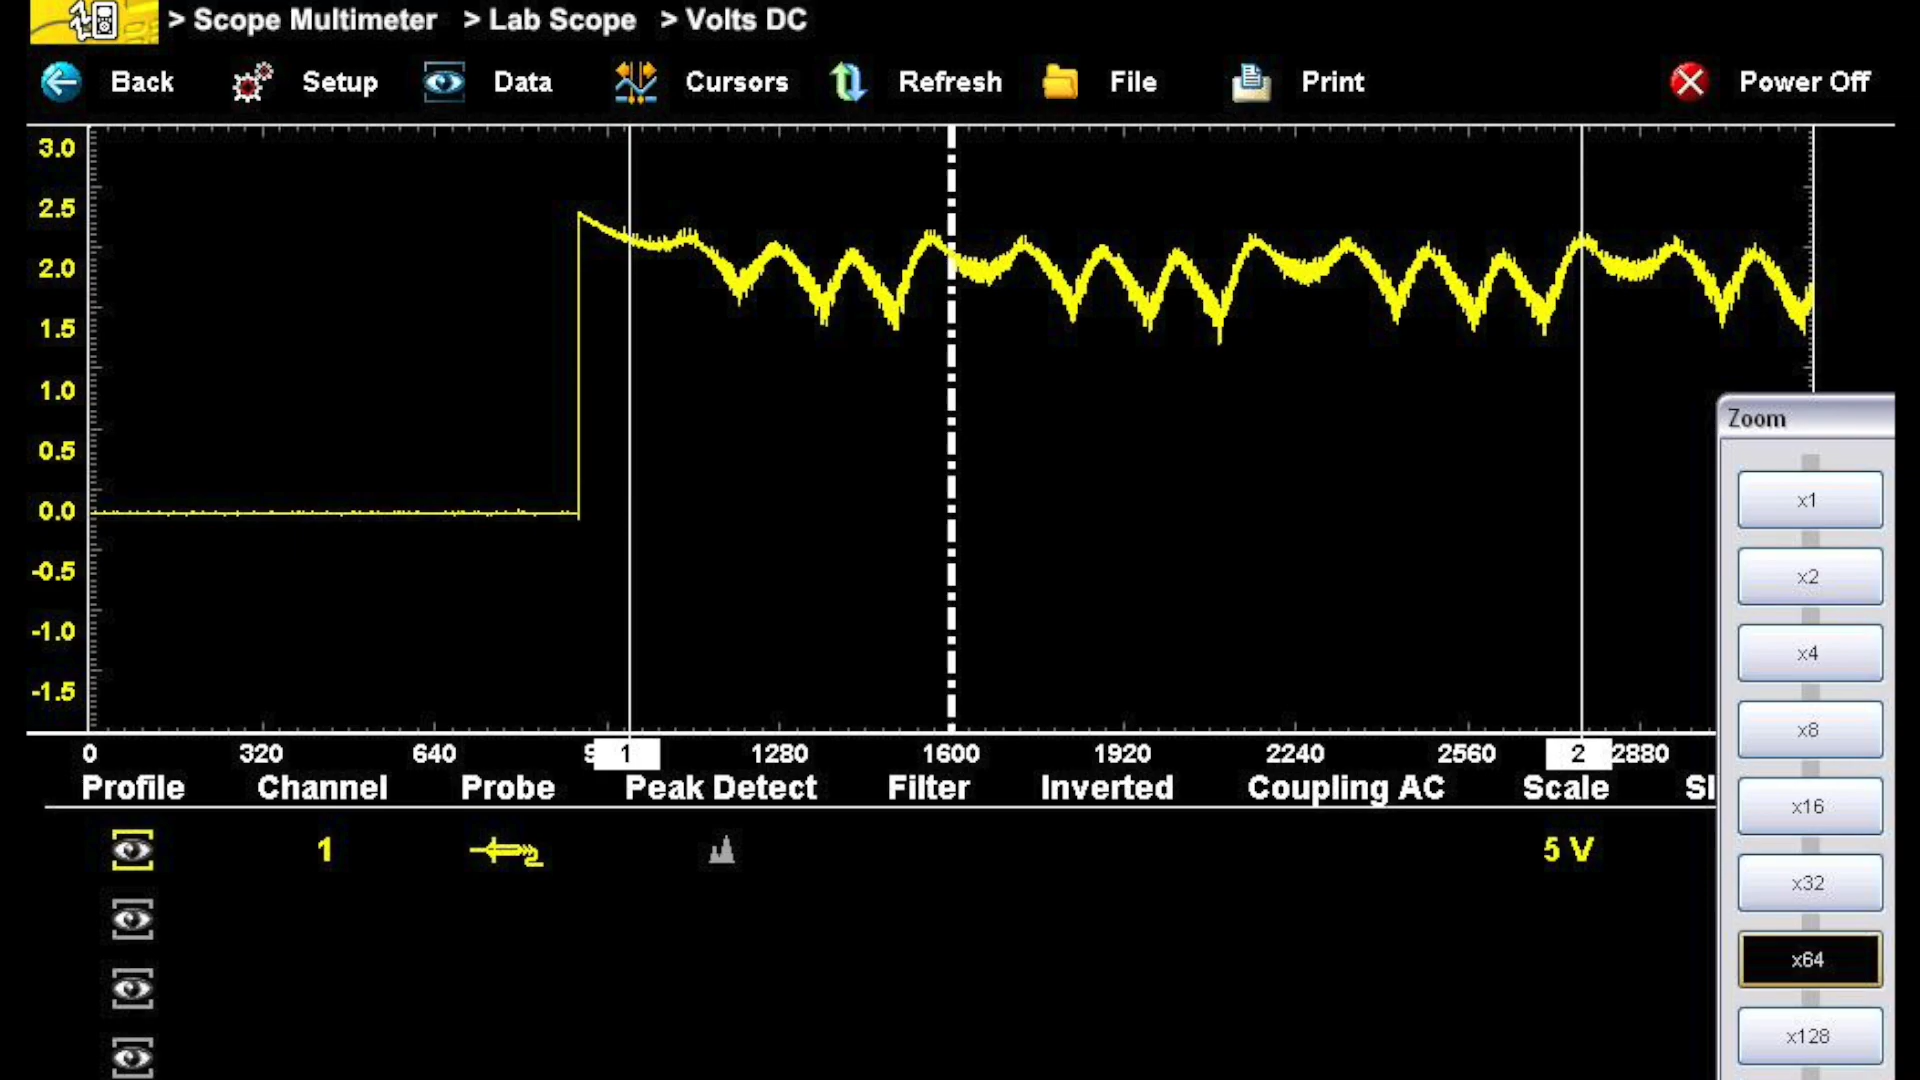 > Scope Multimeter > Lab Scope > Volts DC
Back Setup Data Cursors Refresh File Print Power Off
3.0
2.5
2.0
1.5
1.0
0.5
0.0
-0.5
-1.0
-1.5
0 320 640 1 1280 1600 1920 2240 2560 2 2880
Profile Channel Probe Peak Detect Filter Inverted Coupling AC Scale
1 5 V
Zoom
x1
x2
x4
x8
x16
x32
x64
x128